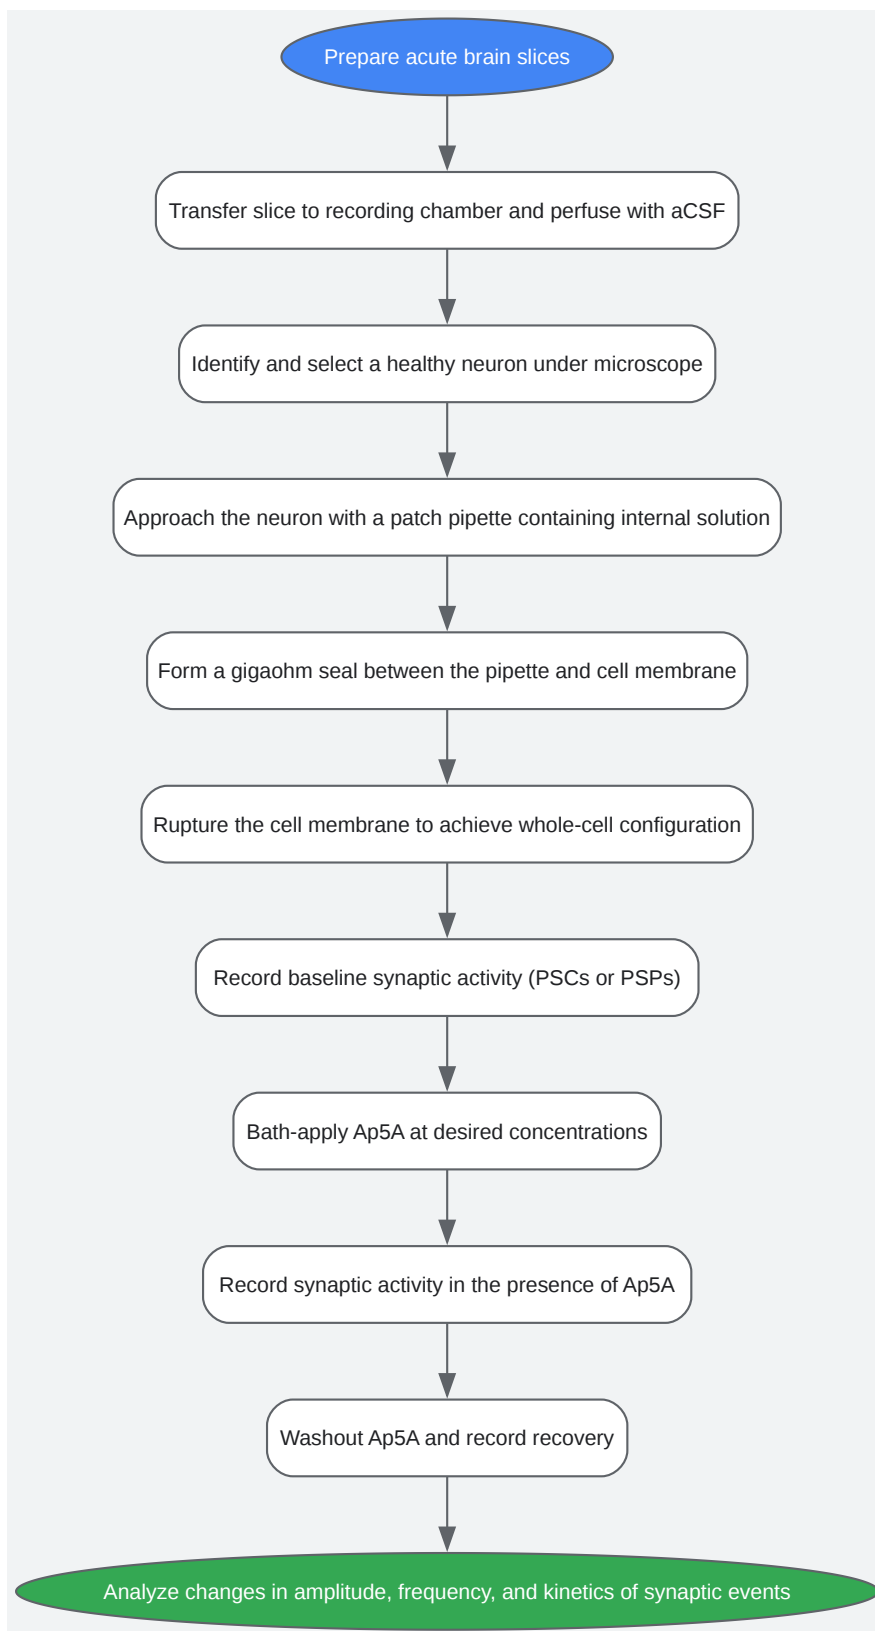 Prepare acute brain slices
Transfer slice to recording chamber and perfuse with aCSF
Identify and select a healthy neuron under microscope
Approach the neuron with a patch pipette containing internal solution
Form a gigaohm seal between the pipette and cell membrane
Rupture the cell membrane to achieve whole-cell configuration
Record baseline synaptic activity (PSCs or PSPs)
Bath-apply Ap5A at desired concentrations
Record synaptic activity in the presence of Ap5A
Washout Ap5A and record recovery
Analyze changes in amplitude, frequency, and kinetics of synaptic events